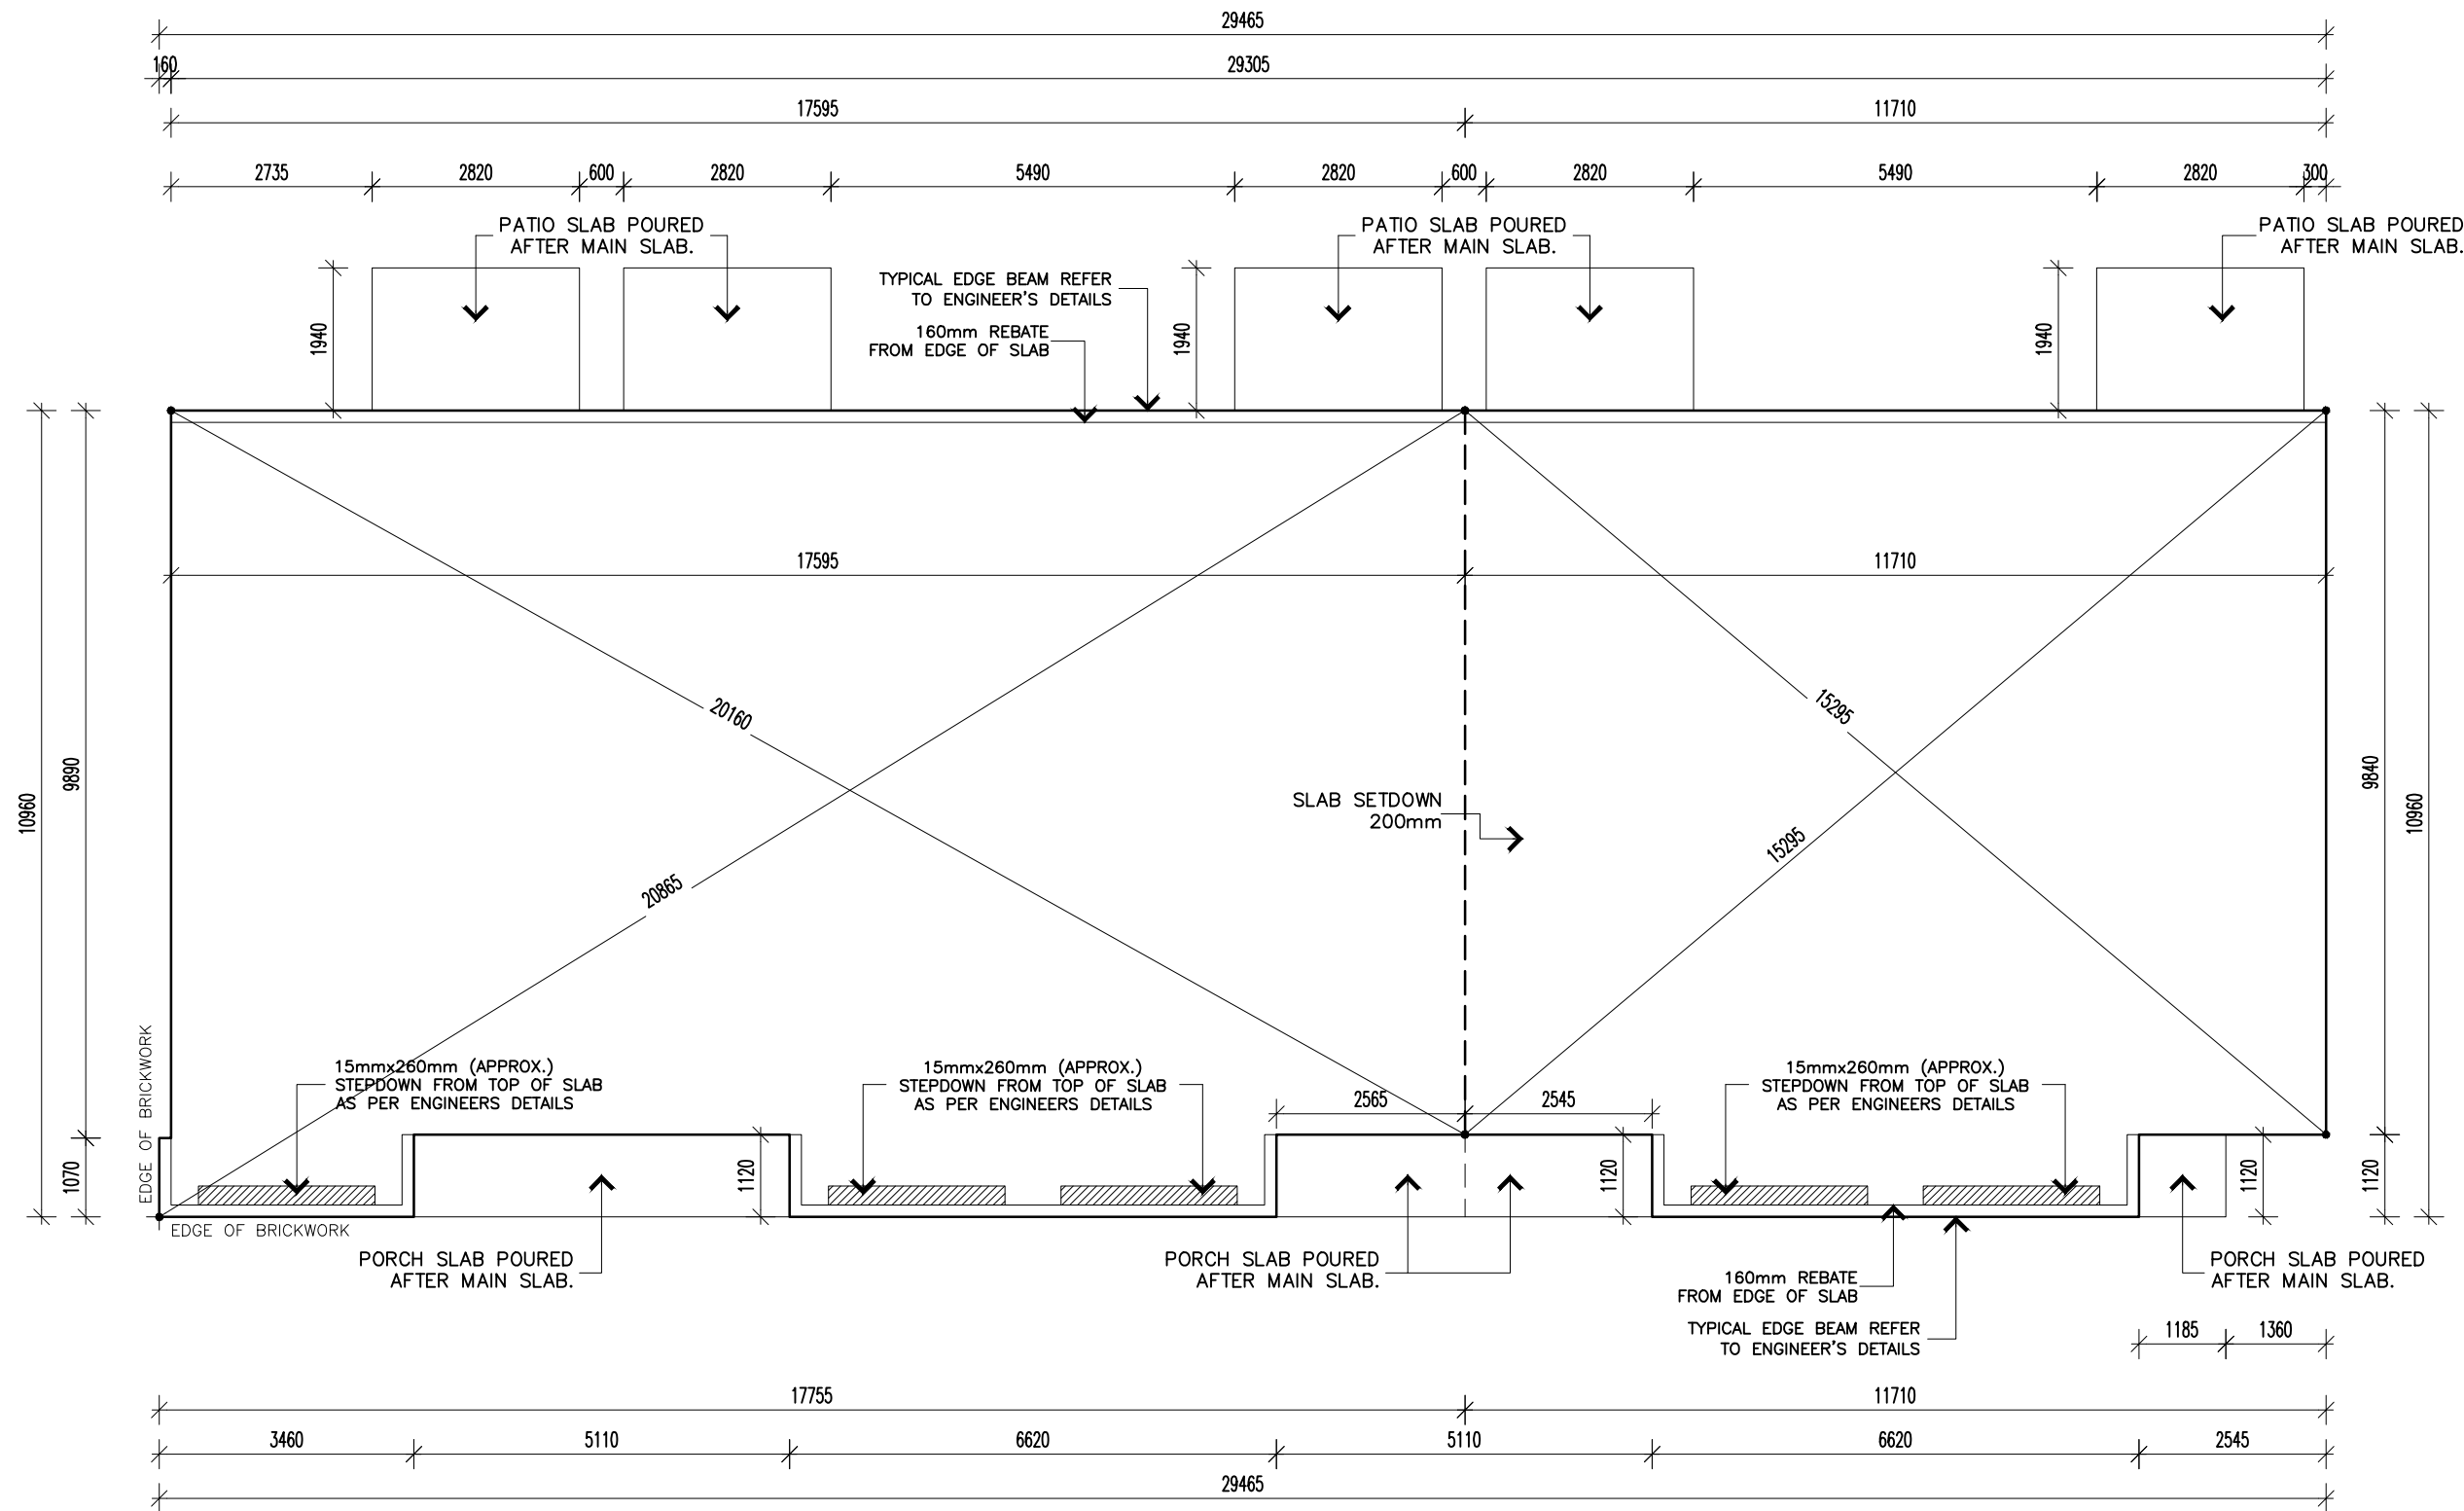 29465
160
29305
17595
11710
2735
2820
600
2820
5490
2820
600
2820
5490
2820
300
PATIO SLAB POURED
AFTER MAIN SLAB.
PATIO SLAB POURED
AFTER MAIN SLAB.
PATIO SLAB POURED
AFTER MAIN SLAB.
TYPICAL EDGE BEAM REFER
TO ENGINEER'S DETAILS
160mm REBATE
FROM EDGE OF SLAB
1940
1940
1940
17595
11710
20160
15295
9890
9840
10960
10960
SLAB SETDOWN
200mm
15295
20865
EDGE OF BRICKWORK
15mmx260mm (APPROX.)
STEPDOWN FROM TOP OF SLAB
AS PER ENGINEERS DETAILS
15mmx260mm (APPROX.)
STEPDOWN FROM TOP OF SLAB
AS PER ENGINEERS DETAILS
2565
2545
15mmx260mm (APPROX.)
STEPDOWN FROM TOP OF SLAB
AS PER ENGINEERS DETAILS
1070
1120
1120
1120
1120
EDGE OF BRICKWORK
PORCH SLAB POURED
AFTER MAIN SLAB.
PORCH SLAB POURED
AFTER MAIN SLAB.
PORCH SLAB POURED
AFTER MAIN SLAB.
160mm REBATE
FROM EDGE OF SLAB
TYPICAL EDGE BEAM REFER
TO ENGINEER'S DETAILS
1185
1360
17755
11710
3460
5110
6620
5110
6620
2545
29465